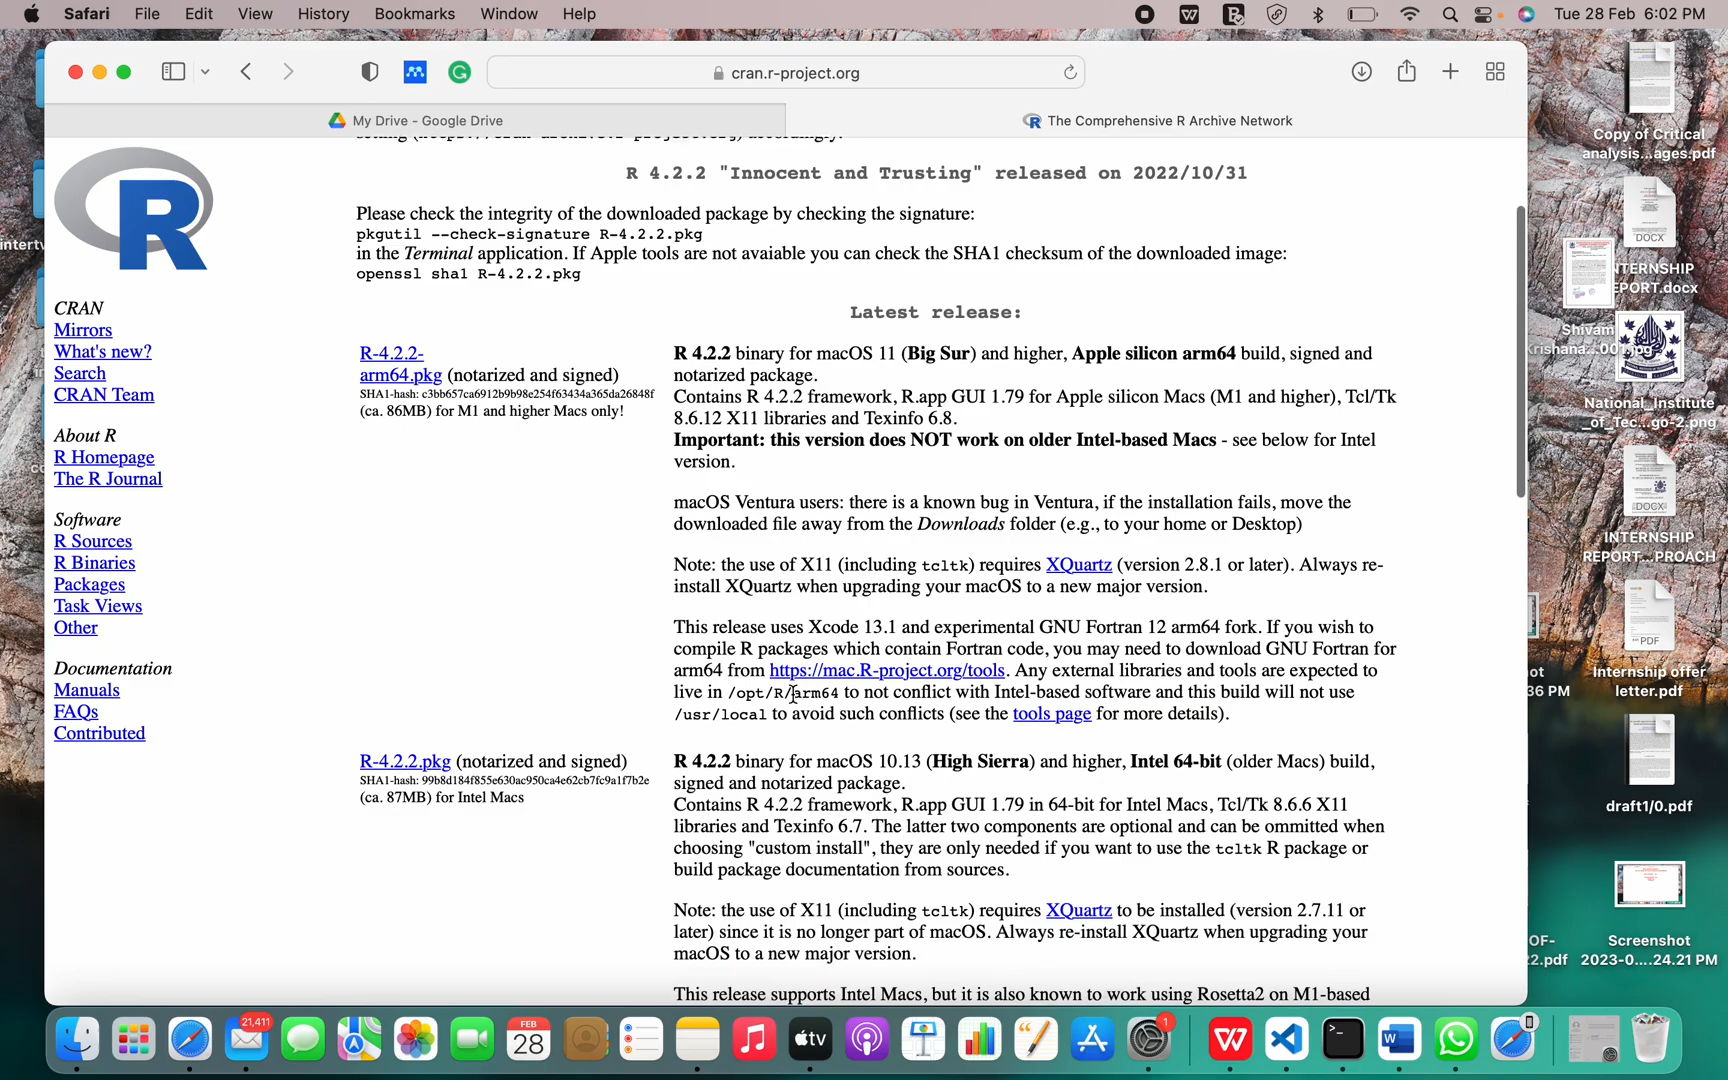 Safari File Edit View History Bookmarks Window Help
Tue 28 Feb 6:02 PM
cran.r-project.org
My Drive - Google Drive
The Comprehensive R Archive Network
R
CRAN
Mirrors
What's new?
Search
CRAN Team
About R
R Homepage
The R Journal
Software
R Sources
R Binaries
Packages
Task Views
Other
Documentation
Manuals
FAQs
Contributed
R 4.2.2 "Innocent and Trusting" released on 2022/10/31
Please check the integrity of the downloaded package by checking the signature:
pkgutil --check-signature R-4.2.2.pkg
in the Terminal application. If Apple tools are not avaiable you can check the SHA1 checksum of the downloaded image:
openssl sha1 R-4.2.2.pkg
Latest release:
R-4.2.2-
arm64.pkg (notarized and signed)
SHA1-hash: c3bb657ca6912b9b98e254f63434a365da26848f
(ca. 86MB) for M1 and higher Macs only!
R 4.2.2 binary for macOS 11 (Big Sur) and higher, Apple silicon arm64 build, signed and
notarized package.
Contains R 4.2.2 framework, R.app GUI 1.79 for Apple silicon Macs (M1 and higher), Tcl/Tk
8.6.12 X11 libraries and Texinfo 6.8.
Important: this version does NOT work on older Intel-based Macs - see below for Intel
version.
macOS Ventura users: there is a known bug in Ventura, if the installation fails, move the
downloaded file away from the Downloads folder (e.g., to your home or Desktop)
Note: the use of X11 (including tcltk) requires XQuartz (version 2.8.1 or later). Always re-
install XQuartz when upgrading your macOS to a new major version.
This release uses Xcode 13.1 and experimental GNU Fortran 12 arm64 fork. If you wish to
compile R packages which contain Fortran code, you may need to download GNU Fortran for
arm64 from https://mac.R-project.org/tools. Any external libraries and tools are expected to
live in /opt/R/arm64 to not conflict with Intel-based software and this build will not use
/usr/local to avoid such conflicts (see the tools page for more details).
R-4.2.2.pkg (notarized and signed)
SHA1-hash: 99b8d184f855e630ac950ca4e62cb7fc9a1f7b2e
(ca. 87MB) for Intel Macs
R 4.2.2 binary for macOS 10.13 (High Sierra) and higher, Intel 64-bit (older Macs) build,
signed and notarized package.
Contains R 4.2.2 framework, R.app GUI 1.79 in 64-bit for Intel Macs, Tcl/Tk 8.6.6 X11
libraries and Texinfo 6.7. The latter two components are optional and can be ommitted when
choosing "custom install", they are only needed if you want to use the tcltk R package or
build package documentation from sources.
Note: the use of X11 (including tcltk) requires XQuartz to be installed (version 2.7.11 or
later) since it is no longer part of macOS. Always re-install XQuartz when upgrading your
macOS to a new major version.
This release supports Intel Macs, but it is also known to work using Rosetta2 on M1-based
Copy of Critical
analysis...ages.pdf
DOCX
INTERNSHIP
EPORT.docx
Shivam
Krishana...00
.jpg
National_Institute
_of_Tec...go-2.png
DOCX
INTERNSHIP
REPORT...PROACH
PDF
Internship offer
letter.pdf
36 PM
draft1/0.pdf
Screenshot
2023-0....24.21 PM
OF-
22.pdf
21,411
FEB
28
tv
1
W